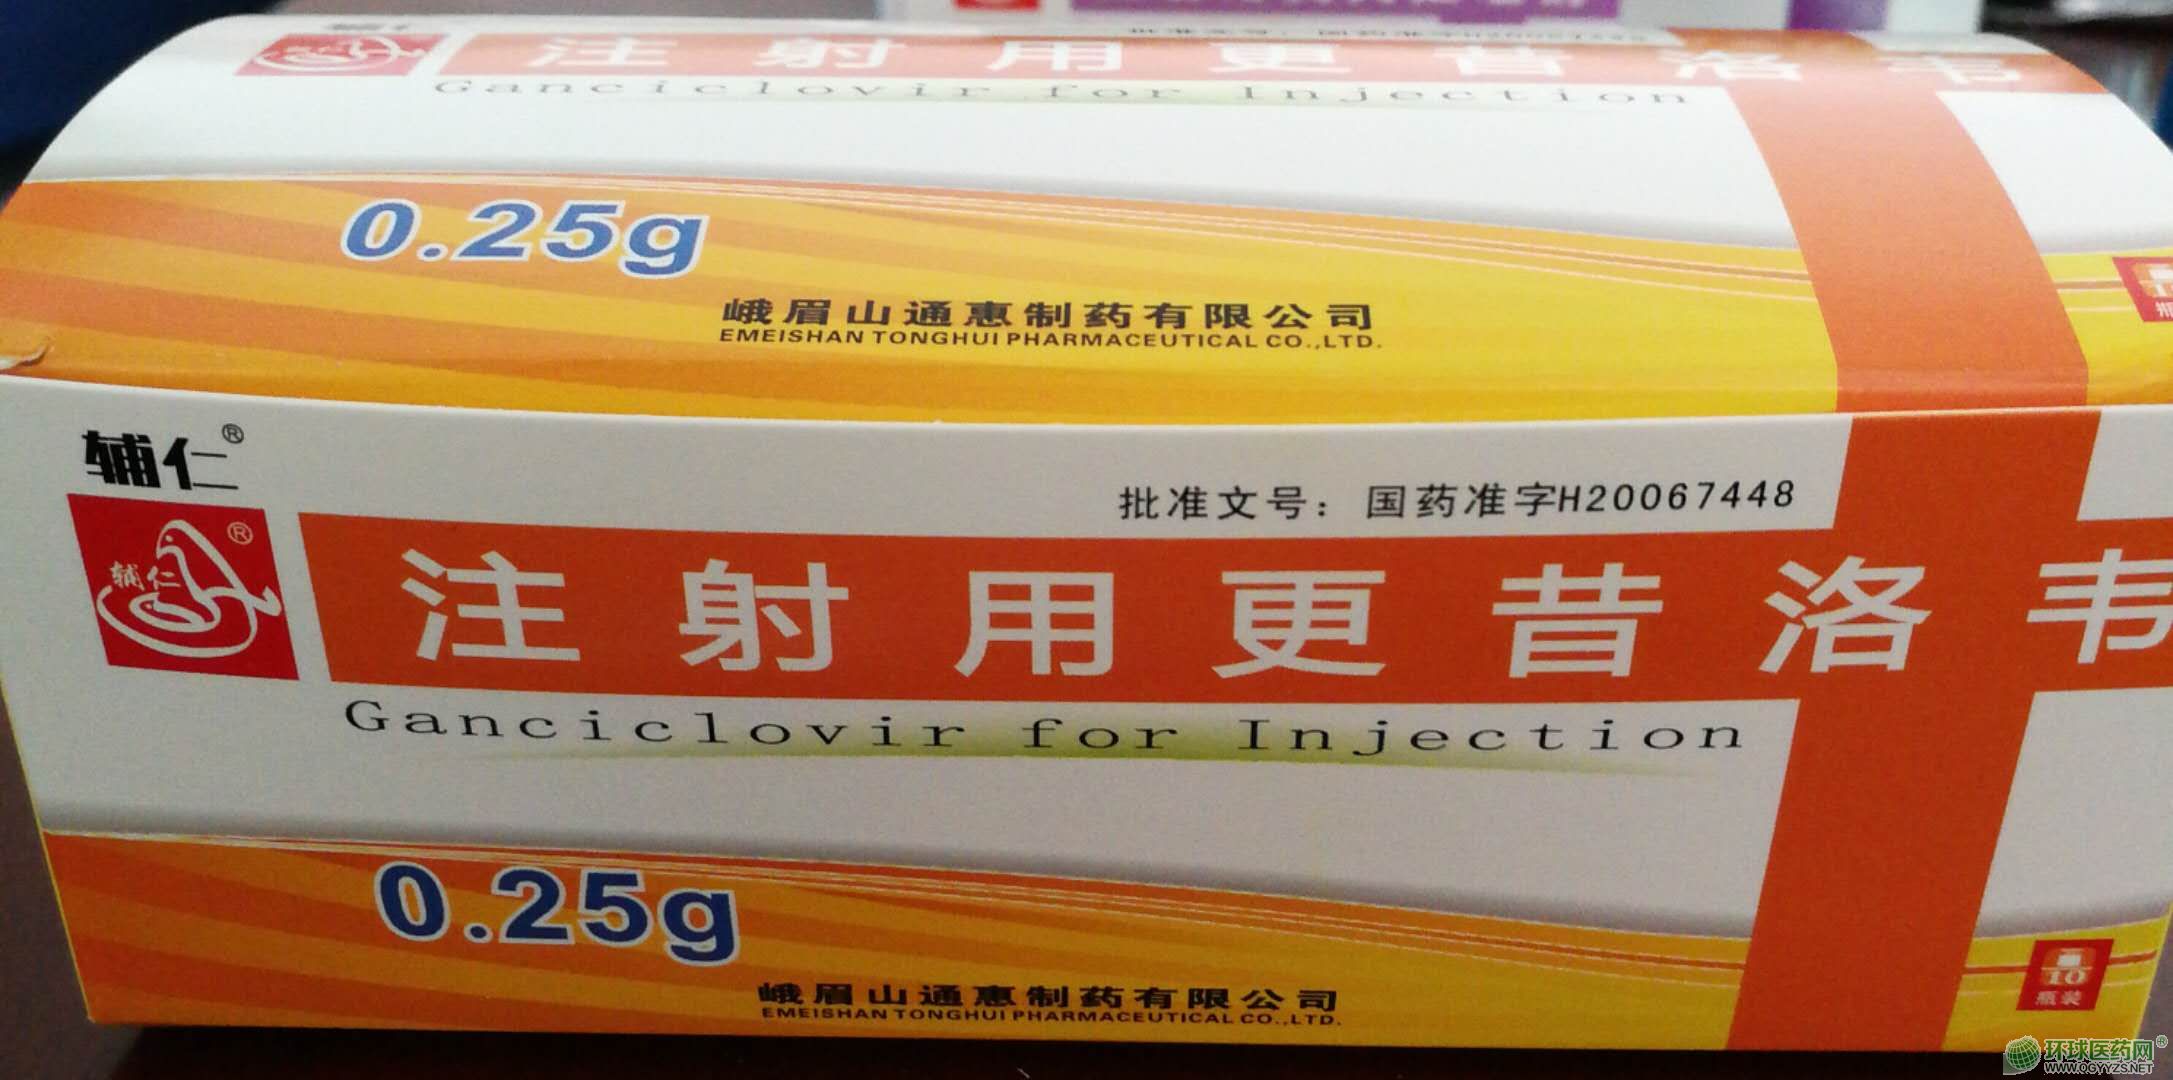 注射用更昔洛韦
Ganciclovir for Injection
0.25g
峨眉山通惠制药有限公司
EMEISHAN TONGHUI PHARMACEUTICAL CO.,LTD.
辅仁®
批准文号：国药准字H20067448
辅仁®
注射用更昔洛韦
Ganciclovir for Injection
0.25g
10
瓶装
峨眉山通惠制药有限公司
EMEISHAN TONGHUI PHARMACEUTICAL CO.,LTD.
环球医药网®
WWW.QGYYZS.NET